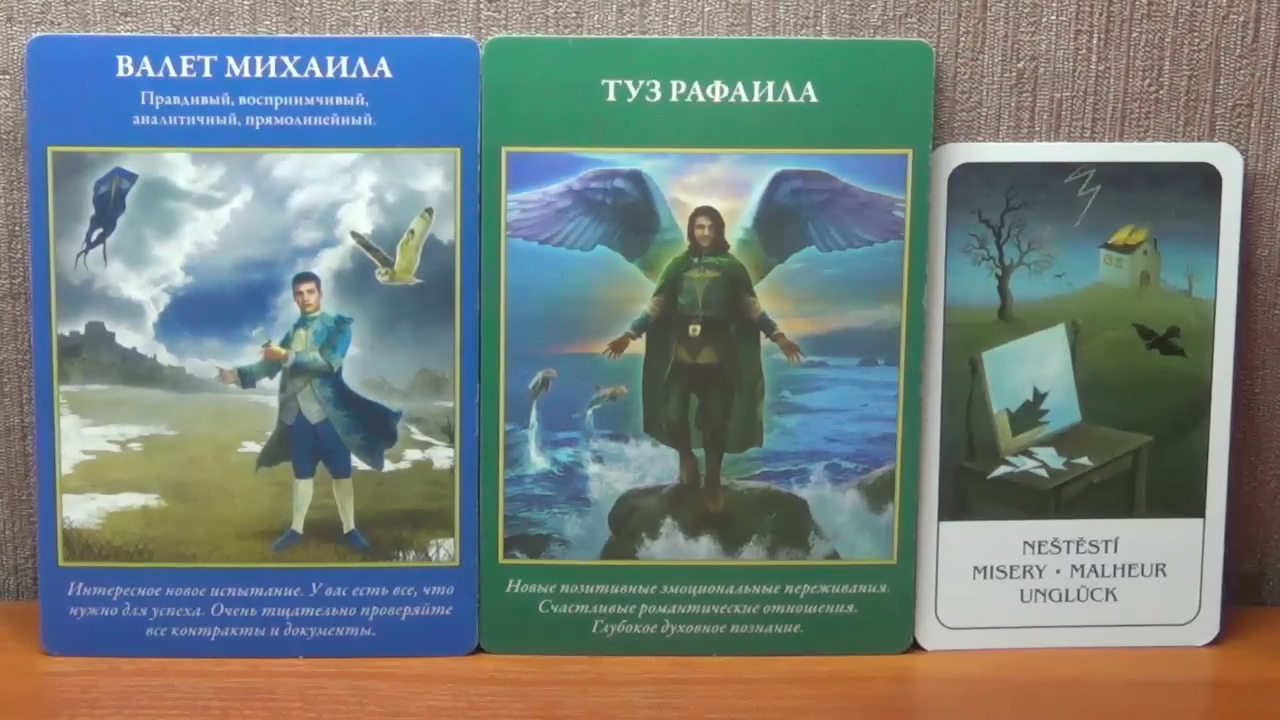 ВАЛЕТ МИХАИЛА
Правдивый, восприимчивый,
аналитичный, прямолинейный.
Интересное новое испытание. У вас есть все, что
нужно для успеха. Очень тщательно проверяйте
все контракты и документы.
ТУЗ РАФАИЛА
Новые позитивные эмоциональные переживания.
Счастливые романтические отношения.
Глубокое духовное познание.
NEŠTĚSTÍ
MISERY • MALHEUR
UNGLÜCK